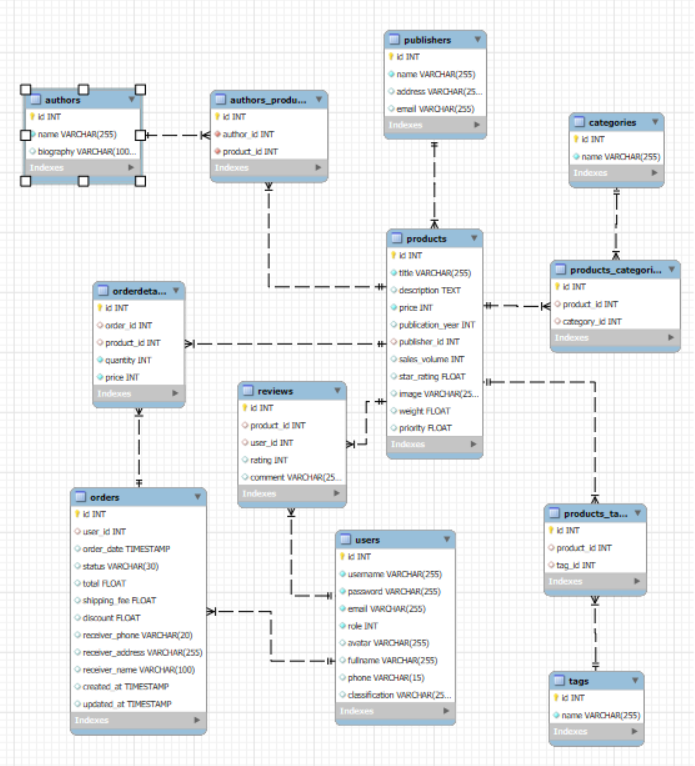 publishers
id INT
name VARCHAR(255)
address VARCHAR(25...
email VARCHAR(255)
Indexes
authors
id INT
name VARCHAR(255)
biography VARCHAR(100...
Indexes
authors_produ...
id INT
author_id INT
product_id INT
Indexes
categories
id INT
name VARCHAR(255)
Indexes
products
id INT
title VARCHAR(255)
description TEXT
price INT
publication_year INT
publisher_id INT
sales_volume INT
star_rating FLOAT
image VARCHAR(25...
weight FLOAT
priority FLOAT
Indexes
products_categori...
id INT
product_id INT
category_id INT
Indexes
orderdeta...
id INT
order_id INT
product_id INT
quantity INT
price INT
Indexes
reviews
id INT
product_id INT
user_id INT
rating INT
comment VARCHAR(25...
Indexes
orders
id INT
user_id INT
order_date TIMESTAMP
status VARCHAR(30)
total FLOAT
shipping_fee FLOAT
discount FLOAT
receiver_phone VARCHAR(20)
receiver_address VARCHAR(255)
receiver_name VARCHAR(100)
created_at TIMESTAMP
updated_at TIMESTAMP
Indexes
users
id INT
username VARCHAR(255)
password VARCHAR(255)
email VARCHAR(255)
role INT
avatar VARCHAR(255)
fullname VARCHAR(255)
phone VARCHAR(15)
classification VARCHAR(25...
Indexes
products_ta...
id INT
product_id INT
tag_id INT
Indexes
tags
id INT
name VARCHAR(255)
Indexes